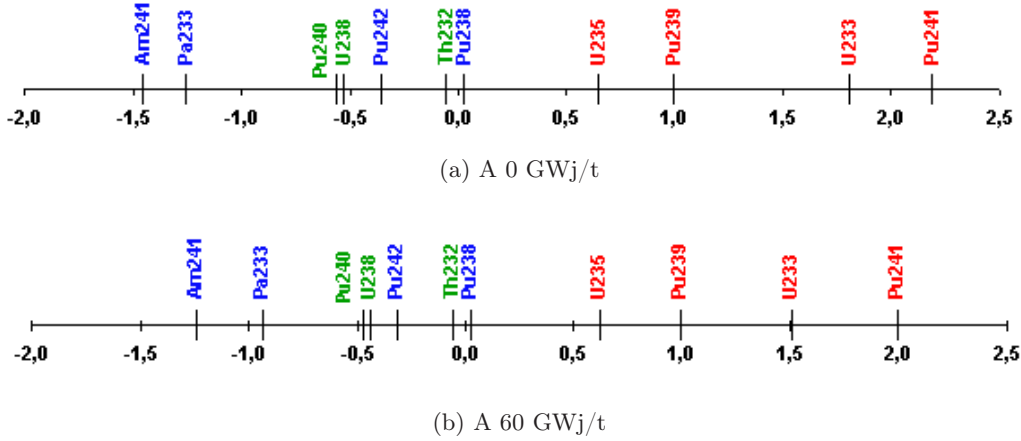 Am241 Pa233 Pu240 U238 Pu242 Th232 Pu238 U235 Pu239 U233 Pu241
-2,0 -1,5 -1,0 -0,5 0,0 0,5 1,0 1,5 2,0 2,5
(a) A 0 GWj/t
Am241 Pa233 Pu240 U238 Pu242 Th232 Pu238 U235 Pu239 U233 Pu241
-2,0 -1,5 -1,0 -0,5 0,0 0,5 1,0 1,5 2,0 2,5
(b) A 60 GWj/t